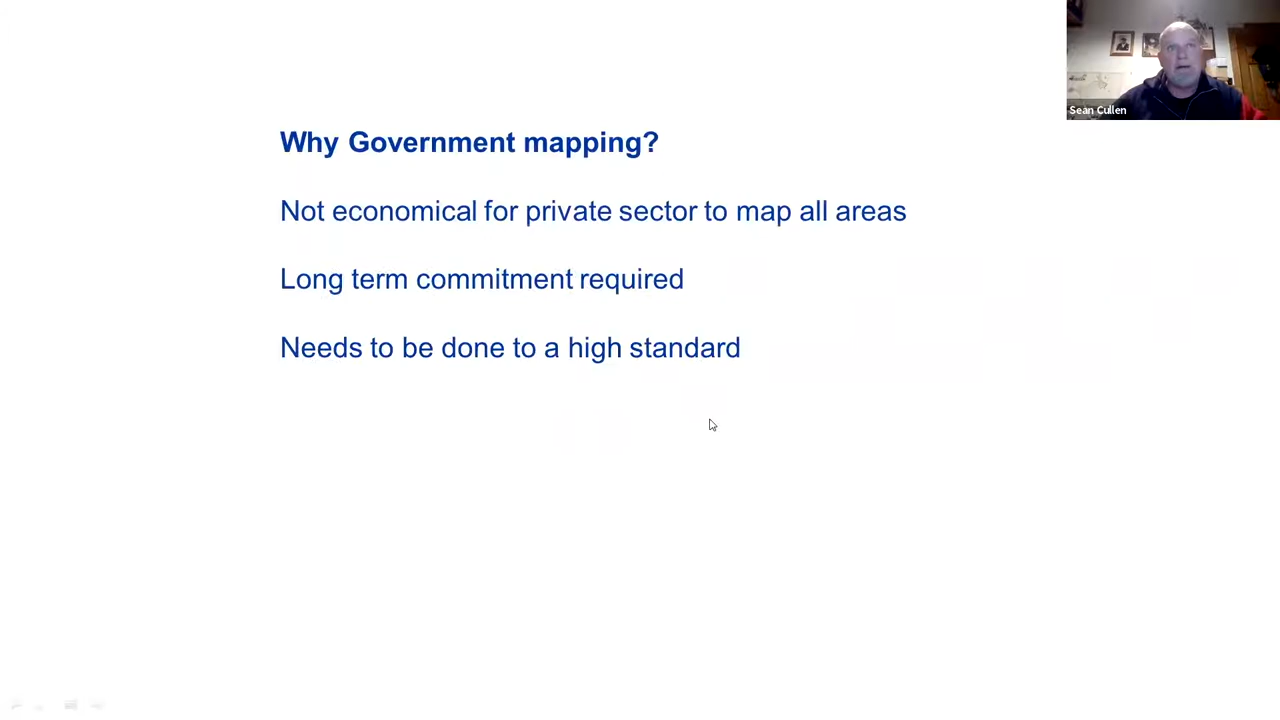 Sean Cullen
Why Government mapping?
Not economical for private sector to map all areas
Long term commitment required
Needs to be done to a high standard